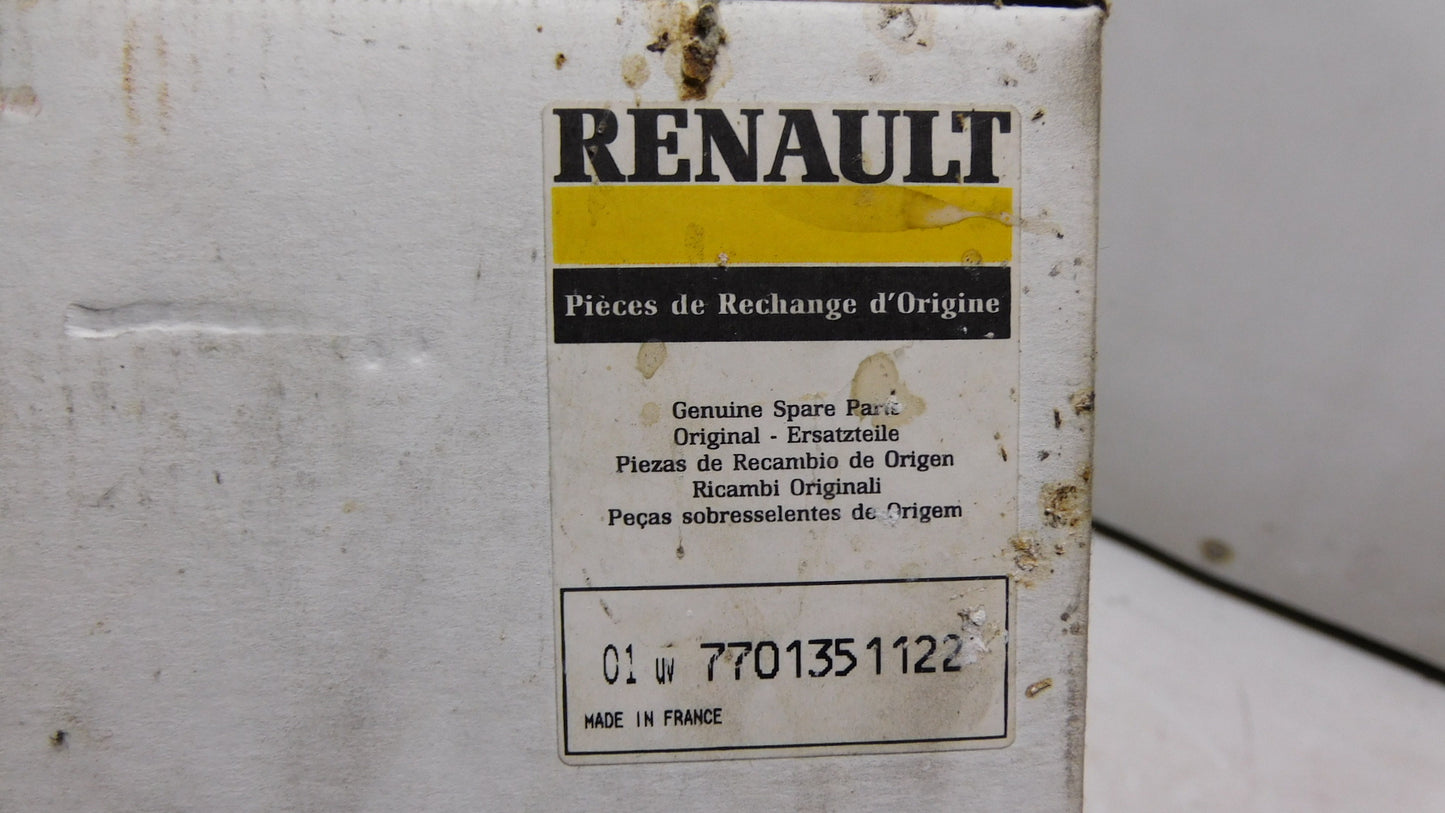 RENAULT
Pièces de Rechange d'Origine
Genuine Spare Parts
Original - Ersatzteile
Piezas de Recambio de Origen
Ricambi Originali
Peças sobresselentes de Origem
01 UV 7701351122
MADE IN FRANCE